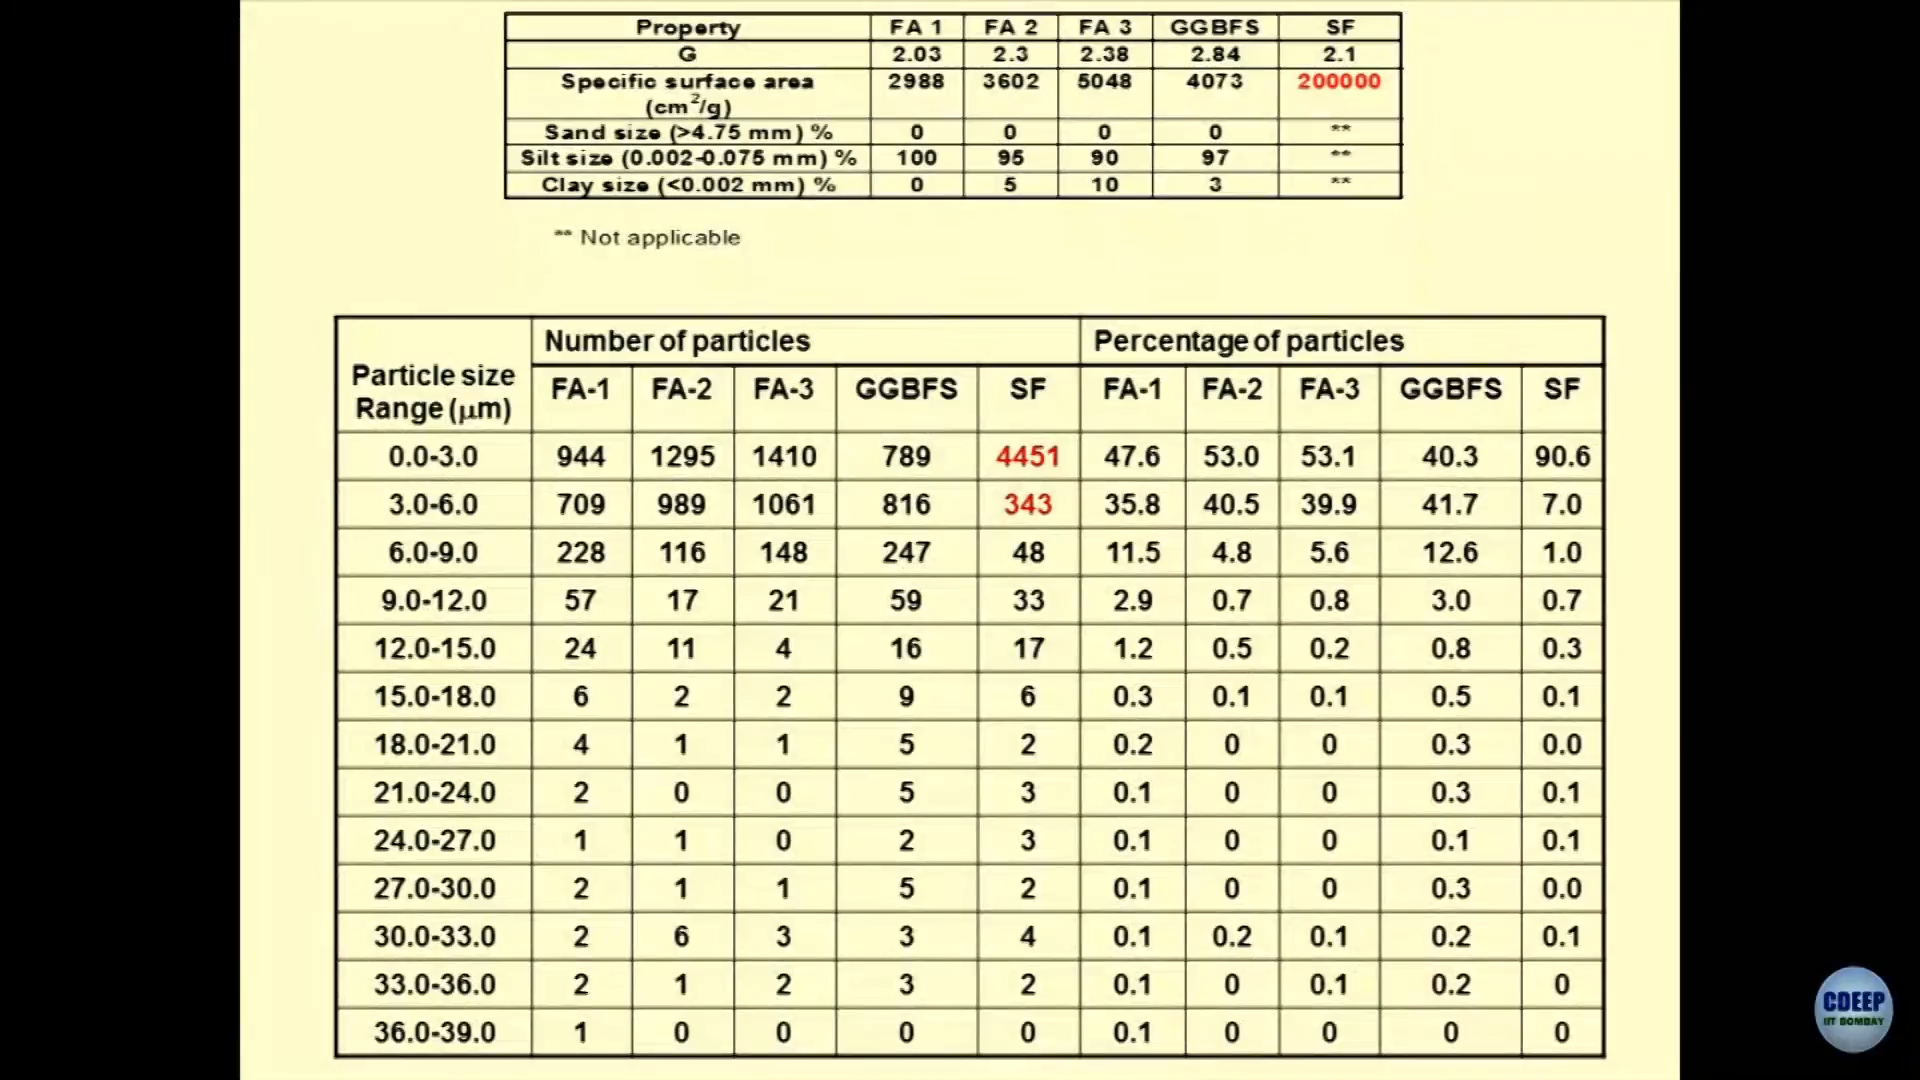 Property FA 1 FA 2 FA 3 GGBFS SF
G 2.03 2.3 2.38 2.84 2.1
Specific surface area 2988 3602 5048 4073 200000
(cm²/g)
Sand size (>4.75 mm) % 0 0 0 0 **
Silt size (0.002-0.075 mm) % 100 95 90 97 **
Clay size (<0.002 mm) % 0 5 10 3 **
** Not applicable
Number of particles Percentage of particles
Particle size
Range (μm) FA-1 FA-2 FA-3 GGBFS SF FA-1 FA-2 FA-3 GGBFS SF
0.0-3.0 944 1295 1410 789 4451 47.6 53.0 53.1 40.3 90.6
3.0-6.0 709 989 1061 816 343 35.8 40.5 39.9 41.7 7.0
6.0-9.0 228 116 148 247 48 11.5 4.8 5.6 12.6 1.0
9.0-12.0 57 17 21 59 33 2.9 0.7 0.8 3.0 0.7
12.0-15.0 24 11 4 16 17 1.2 0.5 0.2 0.8 0.3
15.0-18.0 6 2 2 9 6 0.3 0.1 0.1 0.5 0.1
18.0-21.0 4 1 1 5 2 0.2 0 0 0.3 0.0
21.0-24.0 2 0 0 5 3 0.1 0 0 0.3 0.1
24.0-27.0 1 1 0 2 3 0.1 0 0 0.1 0.1
27.0-30.0 2 1 1 5 2 0.1 0 0 0.3 0.0
30.0-33.0 2 6 3 3 4 0.1 0.2 0.1 0.2 0.1
33.0-36.0 2 1 2 3 2 0.1 0 0.1 0.2 0
36.0-39.0 1 0 0 0 0 0.1 0 0 0 0
CDEEP
IIT BOMBAY